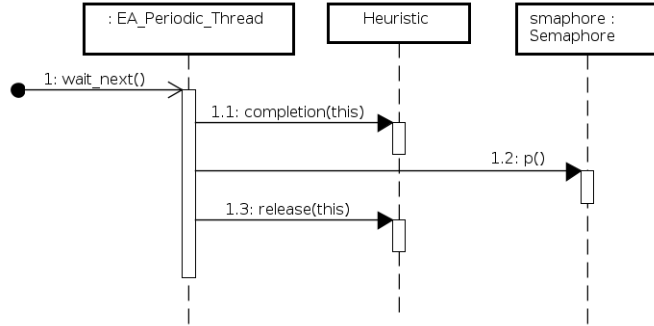 : EA_Periodic_Thread
Heuristic
smaphore :
Semaphore
1: wait_next()
1.1: completion(this)
1.2: p()
1.3: release(this)